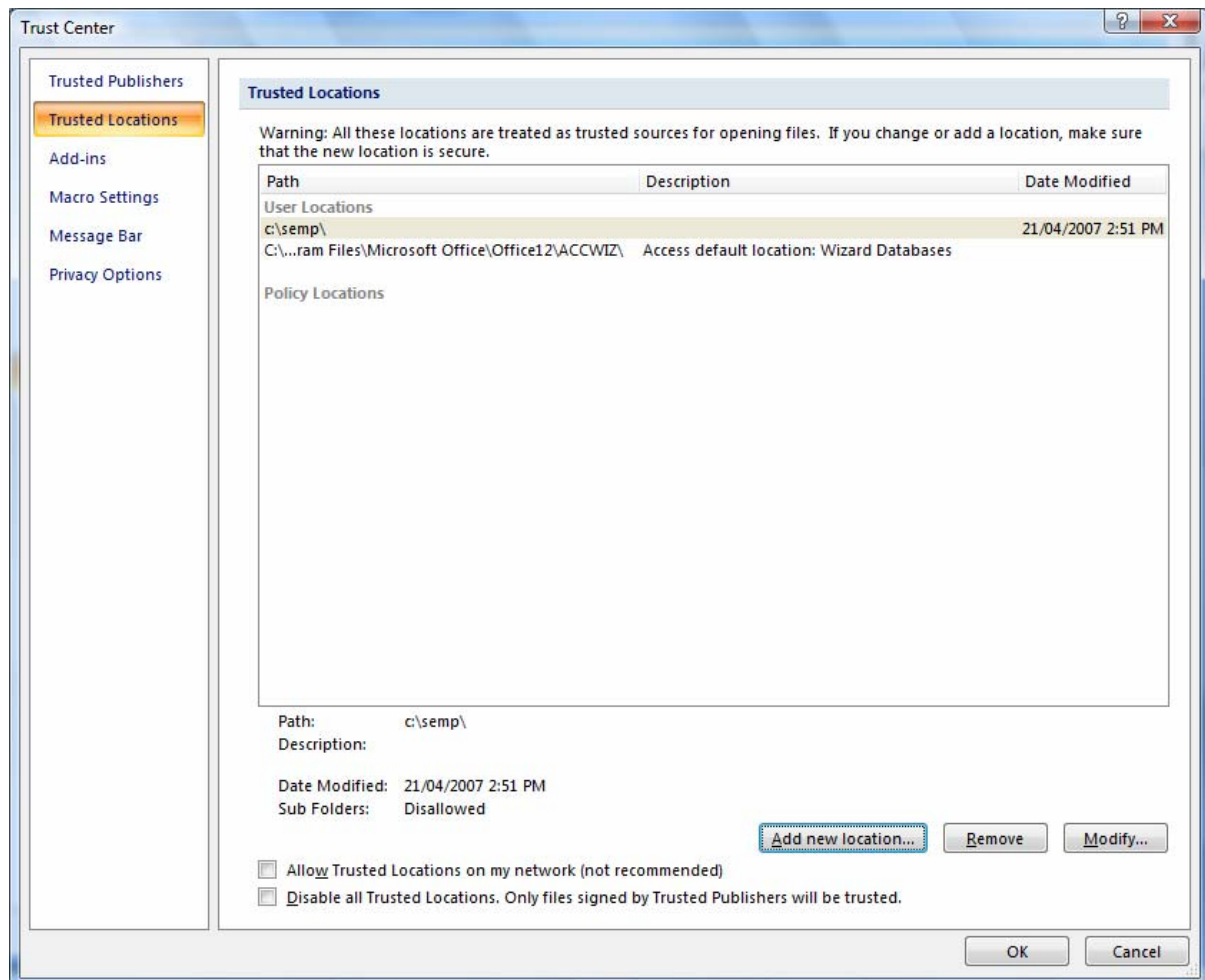 Trust Center
Trusted Publishers
Trusted Locations
Add-ins
Macro Settings
Message Bar
Privacy Options
Trusted Locations
Warning: All these locations are treated as trusted sources for opening files. If you change or add a location, make sure
that the new location is secure.
Path Description Date Modified
User Locations
c:\semp\ 21/04/2007 2:51 PM
C:\...ram Files\Microsoft Office\Office12\ACCWIZ\ Access default location: Wizard Databases
Policy Locations
Path: c:\semp\
Description:
Date Modified: 21/04/2007 2:51 PM
Sub Folders: Disallowed
Add new location... Remove Modify...
Allow Trusted Locations on my network (not recommended)
Disable all Trusted Locations. Only files signed by Trusted Publishers will be trusted.
OK Cancel